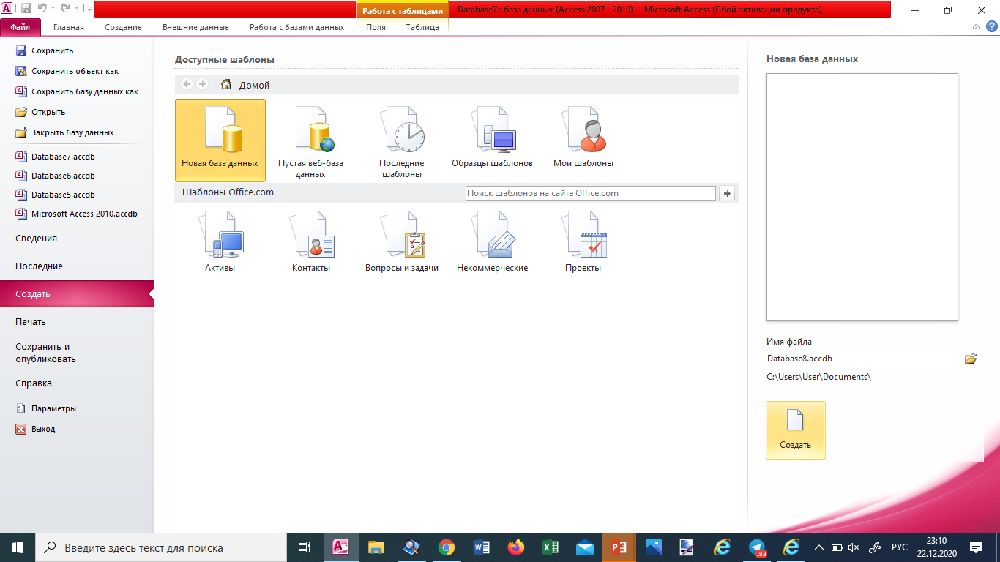 Работа с таблицами
Database7 : база данных (Access 2007 - 2010) - Microsoft Access (Сбой активации продукта)
Файл
Главная
Создание
Внешние данные
Работа с базами данных
Поля
Таблица
Сохранить
Сохранить объект как
Сохранить базу данных как
Открыть
Закрыть базу данных
Database7.accdb
Database6.accdb
Database5.accdb
Microsoft Access 2010.accdb
Сведения
Последние
Создать
Печать
Сохранить и
опубликовать
Справка
Параметры
Выход
Доступные шаблоны
Домой
Новая база данных
Пустая веб-база
данных
Последние
шаблоны
Образцы шаблонов
Мои шаблоны
Шаблоны Office.com
Поиск шаблонов на сайте Office.com
Активы
Контакты
Вопросы и задачи
Некоммерческие
Проекты
Новая база данных
Имя файла
Database8.accdb
C:\Users\User\Documents\
Создать
Введите здесь текст для поиска
93
РУС
23:10
22.12.2020